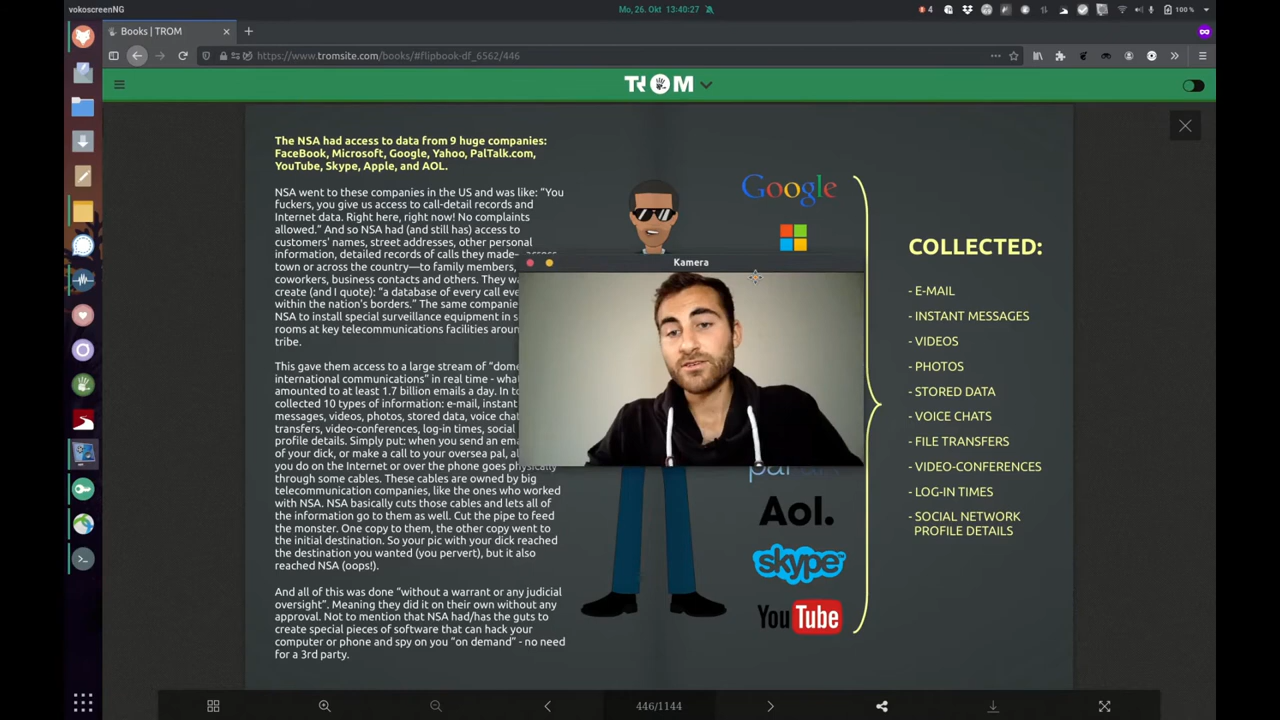 vokoscreenNG
Mo, 26. Okt 13:40:27
4
100 %
Books | TROM
https://www.tromsite.com/books/#flipbook-df_6562/446
TROM
The NSA had access to data from 9 huge companies:
FaceBook, Microsoft, Google, Yahoo, PalTalk.com,
YouTube, Skype, Apple, and AOL.
NSA went to these companies in the US and was like: “You
fuckers, you give us access to call-detail records and
Internet data. Right here, right now! No complaints
allowed.” And so NSA had (and still has) access to
customers' names, street addresses, other personal
information, detailed records of calls they made–
town or across the country—to family members,
coworkers, business contacts and others. They
create (and I quote): “a database of every call
within the nation's borders.” The same
NSA to install special surveillance equipment in
rooms at key telecommunications facilities
tribe.
This gave them access to a large stream of
international communications” in real time -
amounted to at least 1.7 billion emails a day. In
collected 10 types of information: e-mail, instant
messages, videos, photos, stored data, voice
transfers, video-conferences, log-in times, social
profile details. Simply put: when you send an
of your dick, or make a call to your oversea pal,
you do on the Internet or over the phone goes physically
through some cables. These cables are owned by big
telecommunication companies, like the ones who worked
with NSA. NSA basically cuts those cables and lets all of
the information go to them as well. Cut the pipe to feed
the monster. One copy to them, the other copy went to
the initial destination. So your pic with your dick reached
the destination you wanted (you pervert), but it also
reached NSA (oops!).
And all of this was done “without a warrant or any judicial
oversight”. Meaning they did it on their own without any
approval. Not to mention that NSA had/has the guts to
create special pieces of software that can hack your
computer or phone and spy on you “on demand” - no need
for a 3rd party.
Google
Kamera
Aol.
skype
YouTube
COLLECTED:
- E-MAIL
- INSTANT MESSAGES
- VIDEOS
- PHOTOS
- STORED DATA
- VOICE CHATS
- FILE TRANSFERS
- VIDEO-CONFERENCES
- LOG-IN TIMES
- SOCIAL NETWORK
PROFILE DETAILS
446/1144